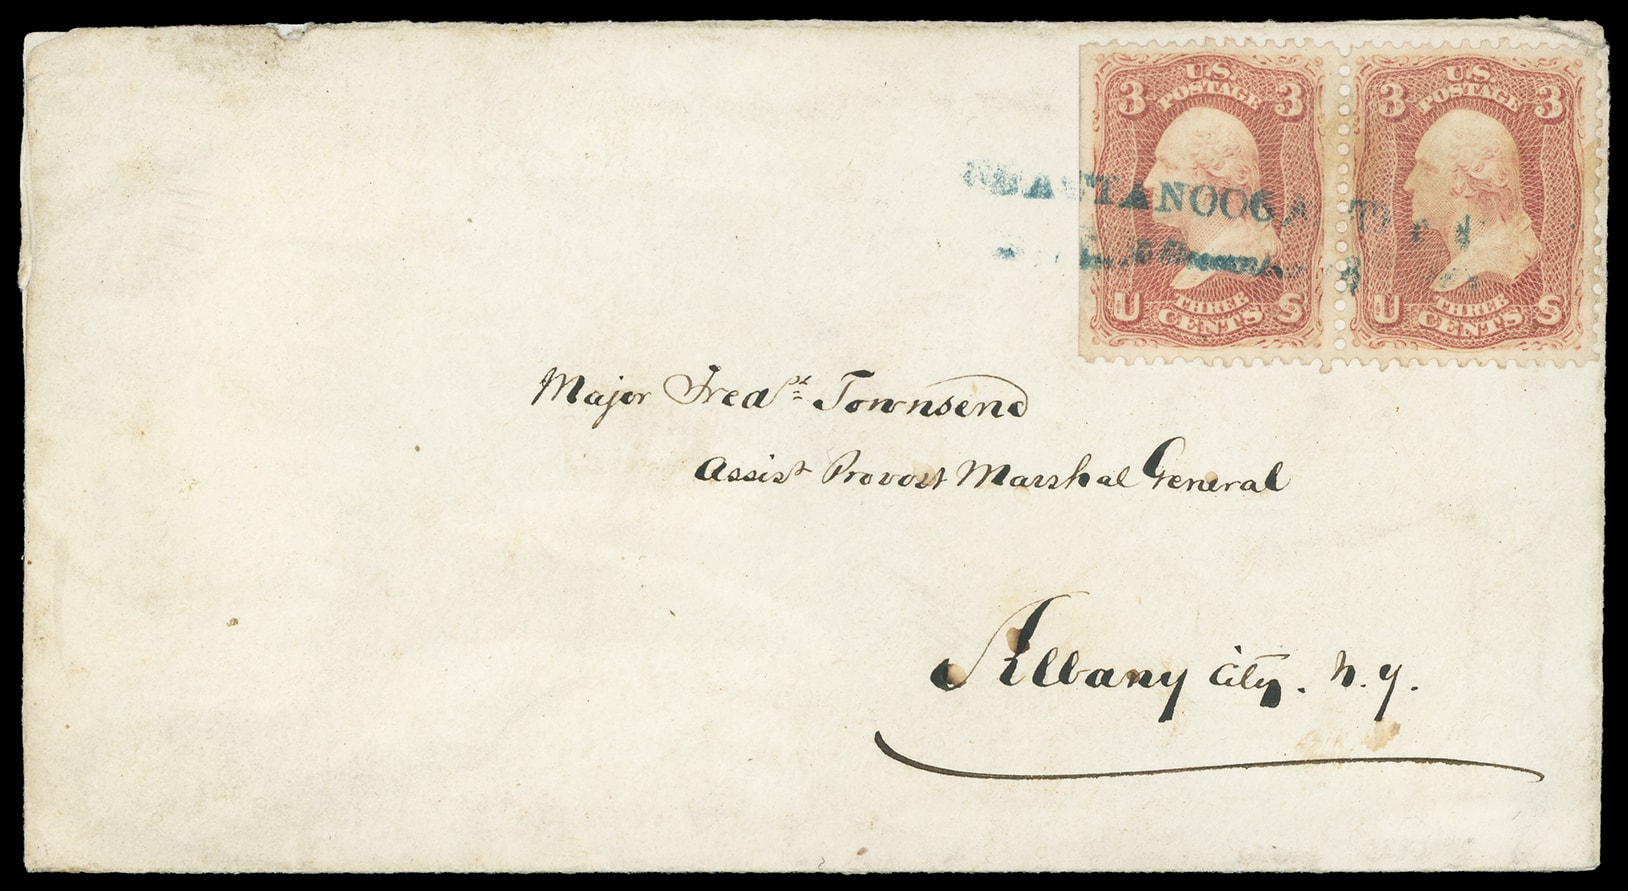 3 U.S. POSTAGE 3
U THREE CENTS S
3 U.S. POSTAGE 3
U THREE CENTS S
CHATTANOOGA
Major Fredk. Townsend
Assist Provost Marshal General
Albany City. N.Y.